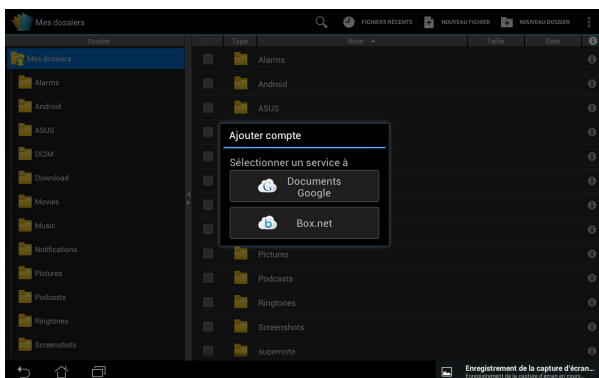 Mes dossiers
FICHIERS RÉCENTS
NOUVEAU FICHIER
NOUVEAU DOSSIER
Dossier
Type
Nom
Taille
Date
Mes dossiers
Alarms
Android
ASUS
DCIM
Download
Movies
Music
Notifications
Pictures
Podcasts
Ringtones
Screenshots
Alarms
Android
ASUS
Ajouter compte
Sélectionner un service à
Documents
Google
Box.net
Pictures
Podcasts
Ringtones
Screenshots
supernote
Enregistrement de la capture d'écran...
Enregistrement de la capture d'écran en cours...